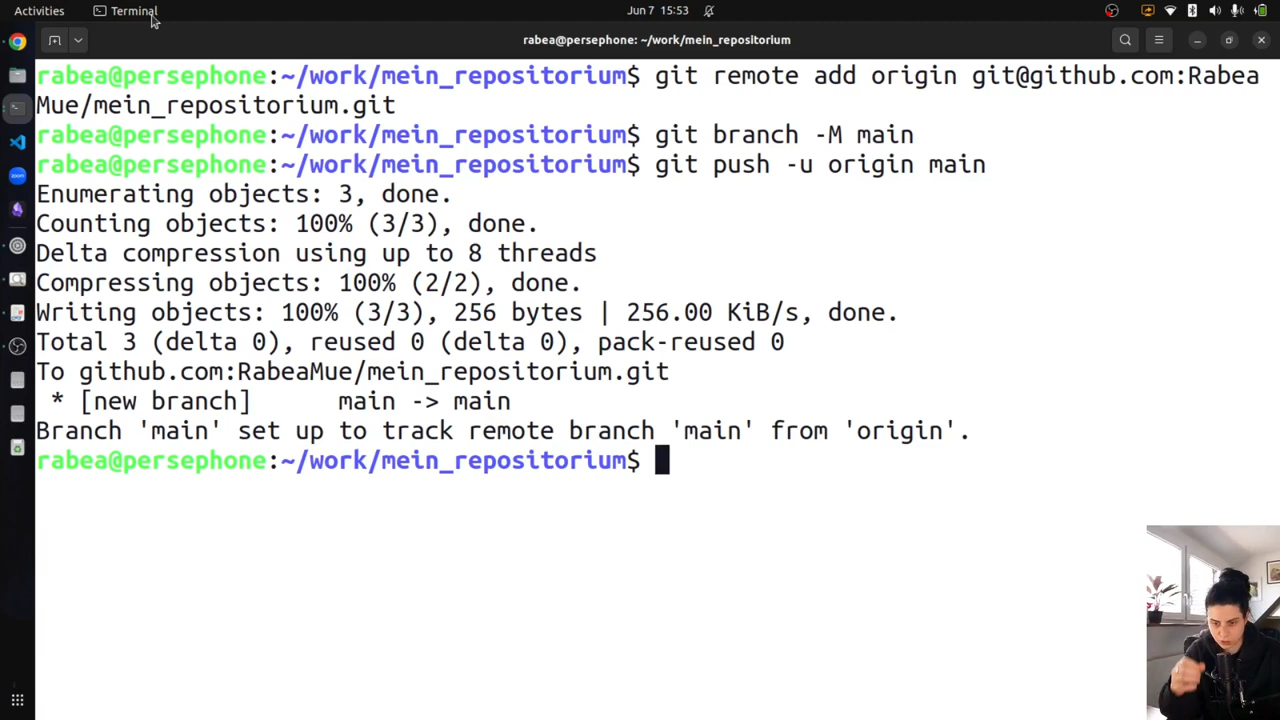 Activities
Terminal
Jun 7 15:53
rabea@persephone: ~/work/mein_repositorium
rabea@persephone:~/work/mein_repositorium$ git remote add origin git@github.com:Rabea
Mue/mein_repositorium.git
rabea@persephone:~/work/mein_repositorium$ git branch -M main
rabea@persephone:~/work/mein_repositorium$ git push -u origin main
Enumerating objects: 3, done.
Counting objects: 100% (3/3), done.
Delta compression using up to 8 threads
Compressing objects: 100% (2/2), done.
Writing objects: 100% (3/3), 256 bytes | 256.00 KiB/s, done.
Total 3 (delta 0), reused 0 (delta 0), pack-reused 0
To github.com:RabeaMue/mein_repositorium.git
 * [new branch]      main -> main
Branch 'main' set up to track remote branch 'main' from 'origin'.
rabea@persephone:~/work/mein_repositorium$
zoom